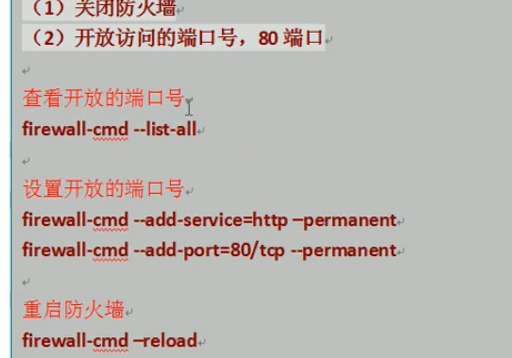 （1）关闭防火墙
（2）开放访问的端口号，80 端口
查看开放的端口号
firewall-cmd --list-all
设置开放的端口号
firewall-cmd --add-service=http –permanent
firewall-cmd --add-port=80/tcp --permanent
重启防火墙
firewall-cmd –reload